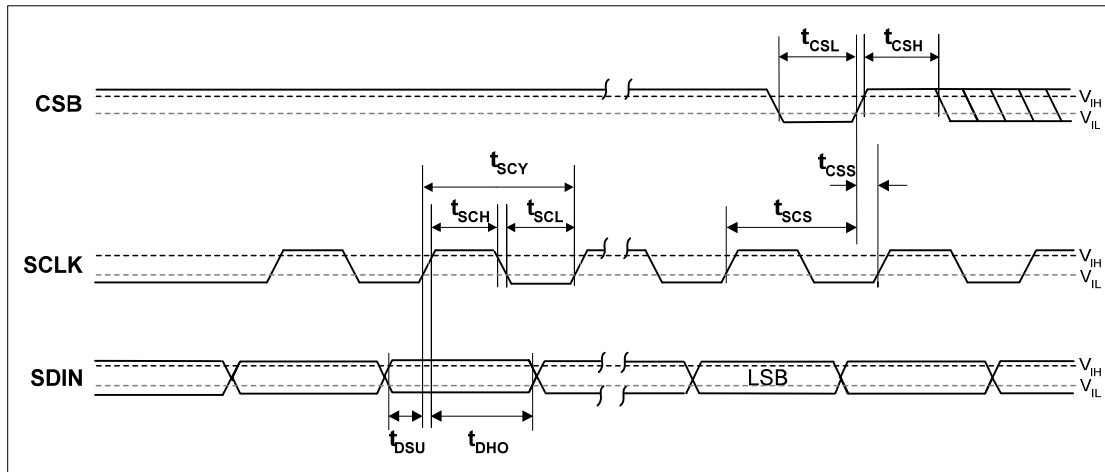 tCSL tCSH
CSB
VIH
VIL
tCSS
tSCY
tSCH tSCL tSCS
SCLK
VIH
VIL
SDIN
LSB
VIH
VIL
tDSU tDHO